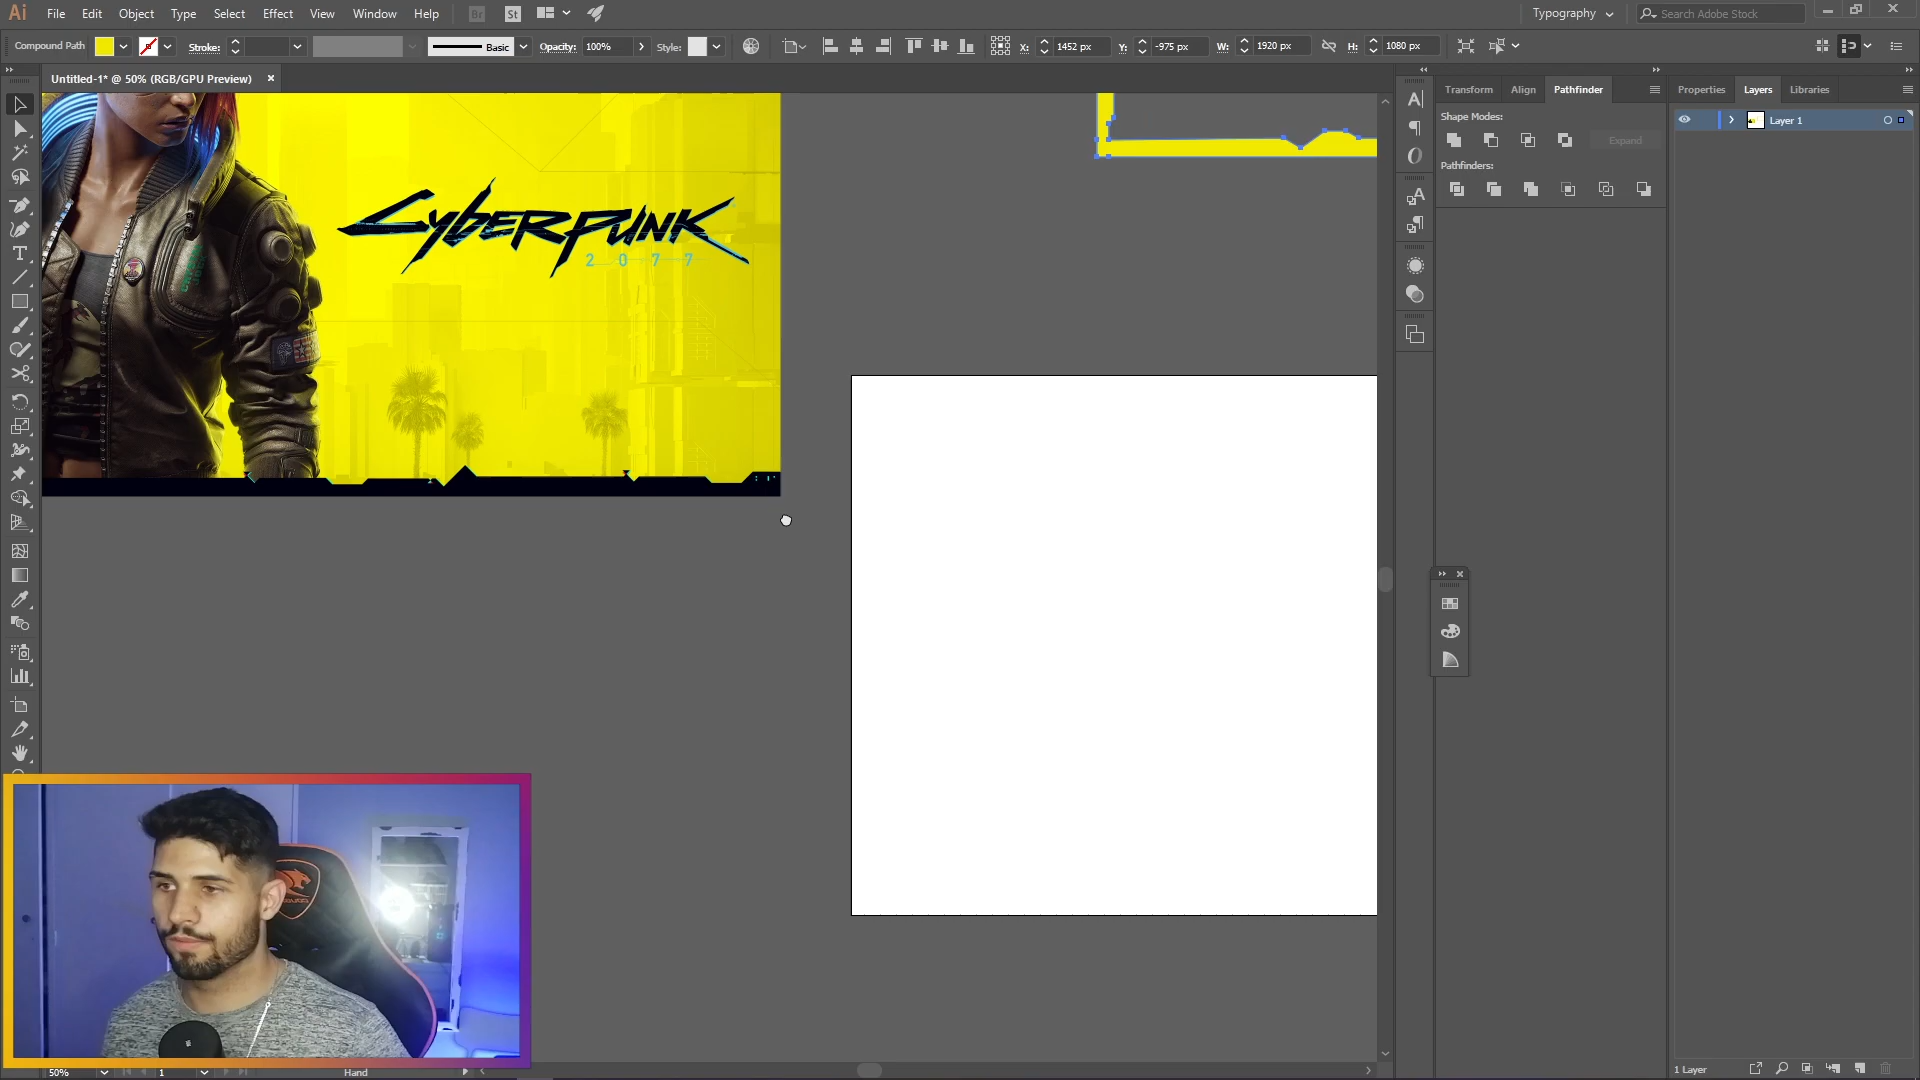 Ai File Edit Object Type Select Effect View Window Help Br St Typography Search Adobe Stock
Compound Path Stroke: Basic Opacity: 100% Style: X: 1452 px Y: -975 px W: 1920 px H: 1080 px
Untitled-1* @ 50% (RGB/GPU Preview)
Transform Align Pathfinder
Properties Layers Libraries
Shape Modes:
Layer 1
Expand
Pathfinders:
CYBERPUNK
2 0 7 7
50% 1 Hand
1 Layer